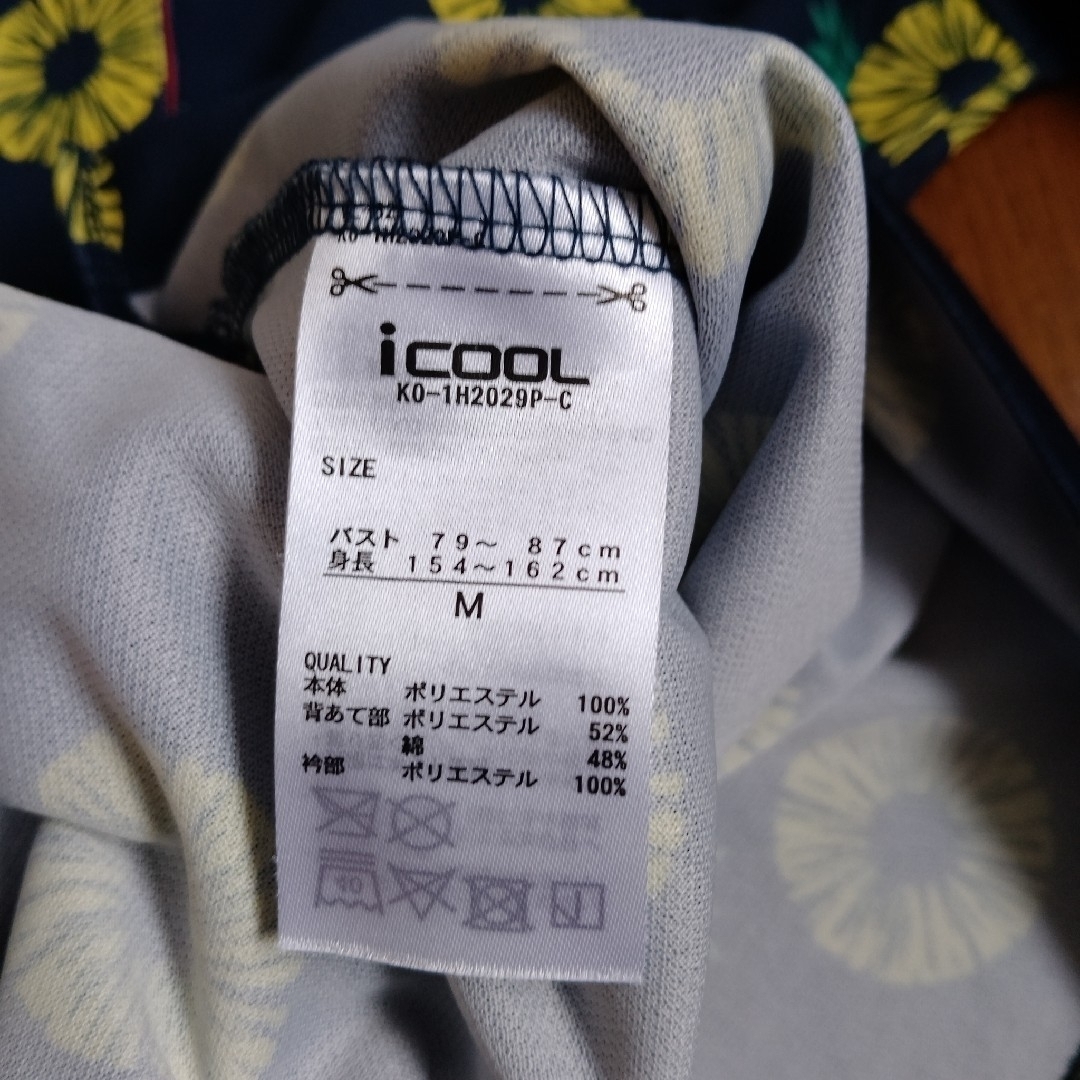 iCOOL
KO-1H2029P-C
SIZE
バスト 79～ 87cm
身長 154～162cm
M
QUALITY
本体 ポリエステル 100%
背あて部 ポリエステル 52%
綿 48%
衿部 ポリエステル 100%